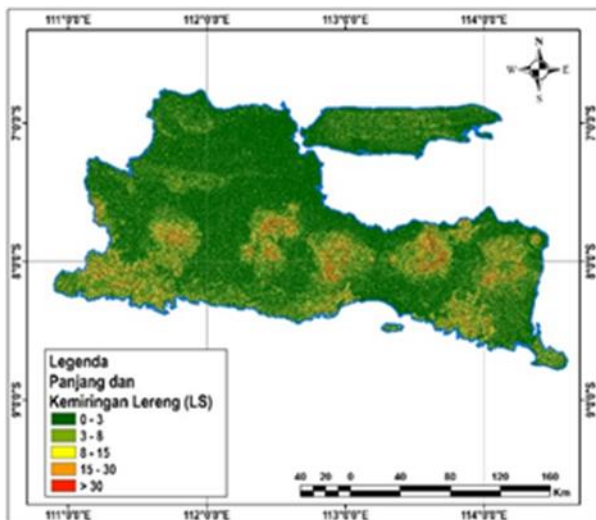 111°0'0"E 112°0'0"E 113°0'0"E 114°0'0"E
N
W E
S
7°0'0"S 7°0'0"S
8°0'0"S 8°0'0"S
9°0'0"S 9°0'0"S
Legenda
Panjang dan
Kemiringan Lereng (LS)
0 - 3
3 - 8
8 - 15
15 - 30
> 30
40 20 0 40 80 120 160
Km
111°0'0"E 112°0'0"E 113°0'0"E 114°0'0"E